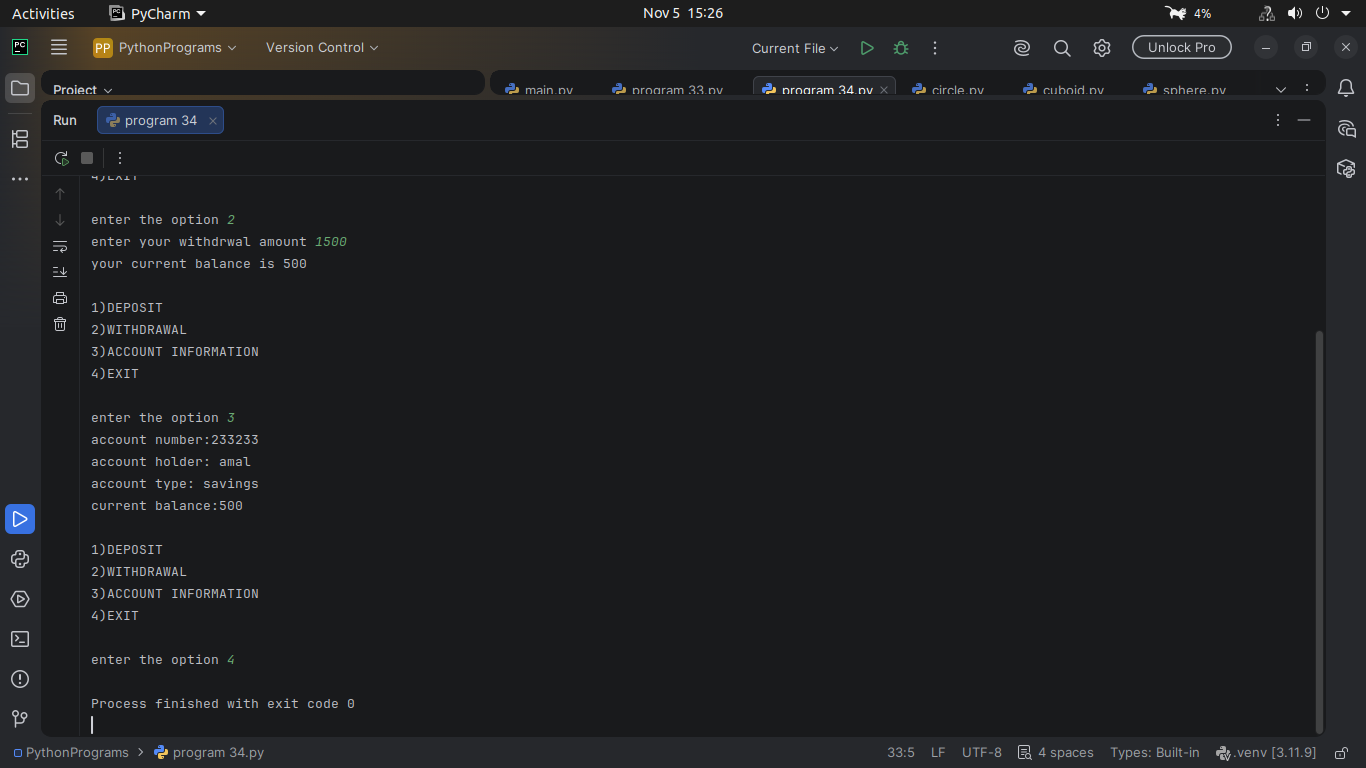 Activities PyCharm Nov 5 15:26 4%
PC PP PythonPrograms Version Control Current File Unlock Pro
Project main.py program 33.py program 34.py circle.py cuboid.py sphere.py
Run program 34
4)EXIT
enter the option 2
enter your withdrwal amount 1500
your current balance is 500
1)DEPOSIT
2)WITHDRAWAL
3)ACCOUNT INFORMATION
4)EXIT
enter the option 3
account number:233233
account holder: amal
account type: savings
current balance:500
1)DEPOSIT
2)WITHDRAWAL
3)ACCOUNT INFORMATION
4)EXIT
enter the option 4
Process finished with exit code 0
PythonPrograms > program 34.py 33:5 LF UTF-8 4 spaces Types: Built-in .venv [3.11.9]